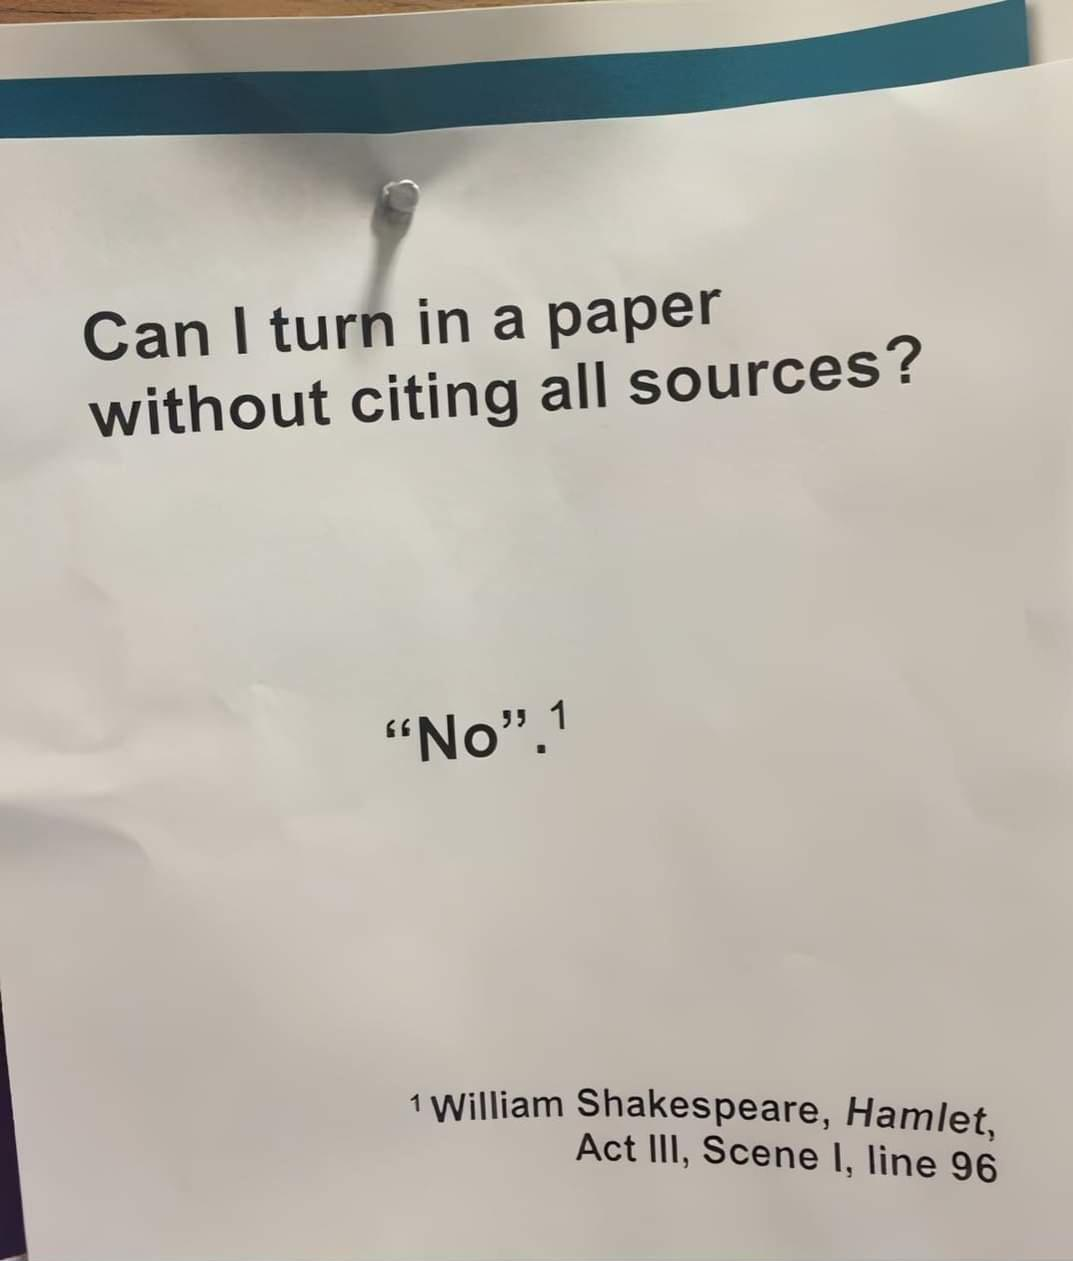 Can I turn in a paper
without citing all sources?
“No”.¹
¹ William Shakespeare, Hamlet,
Act III, Scene I, line 96